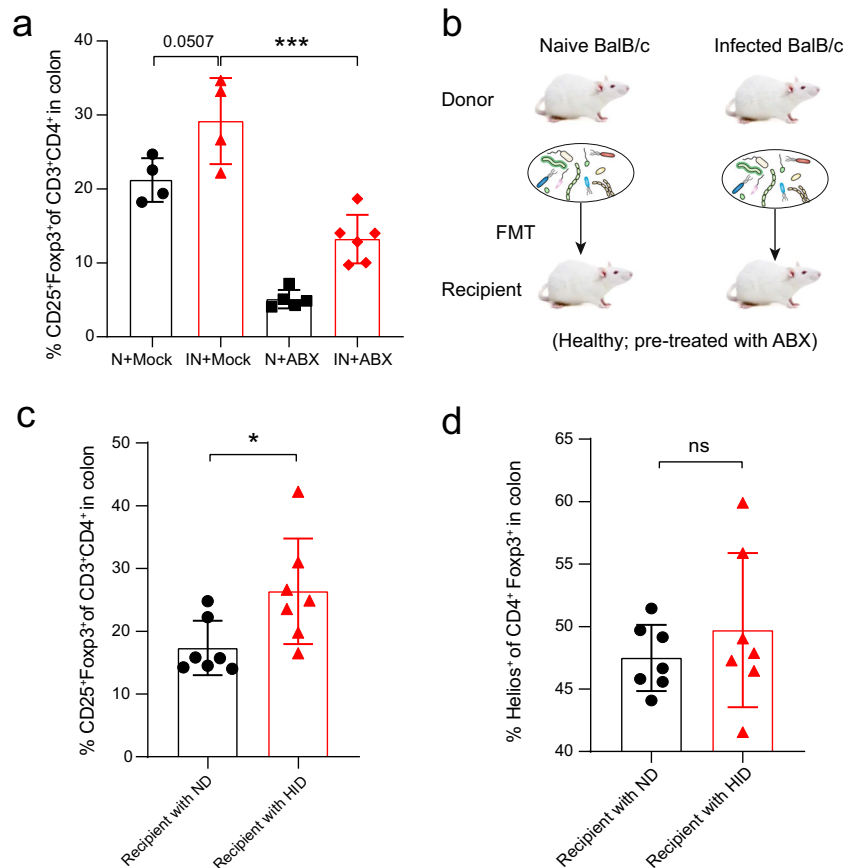 a
% CD25⁺Foxp3⁺of CD3⁺CD4⁺ in colon
40
30
20
10
0
0.0507
***
N+Mock
IN+Mock
N+ABX
IN+ABX
b
Naive BalB/c
Infected BalB/c
Donor
FMT
Recipient
(Healthy; pre-treated with ABX)
c
% CD25⁺Foxp3⁺of CD3⁺CD4⁺ in colon
50
40
30
20
10
0
*
Recipient with ND
Recipient with HID
d
% Helios⁺ of CD4⁺ Foxp3⁺ in colon
65
60
55
50
45
40
ns
Recipient with ND
Recipient with HID